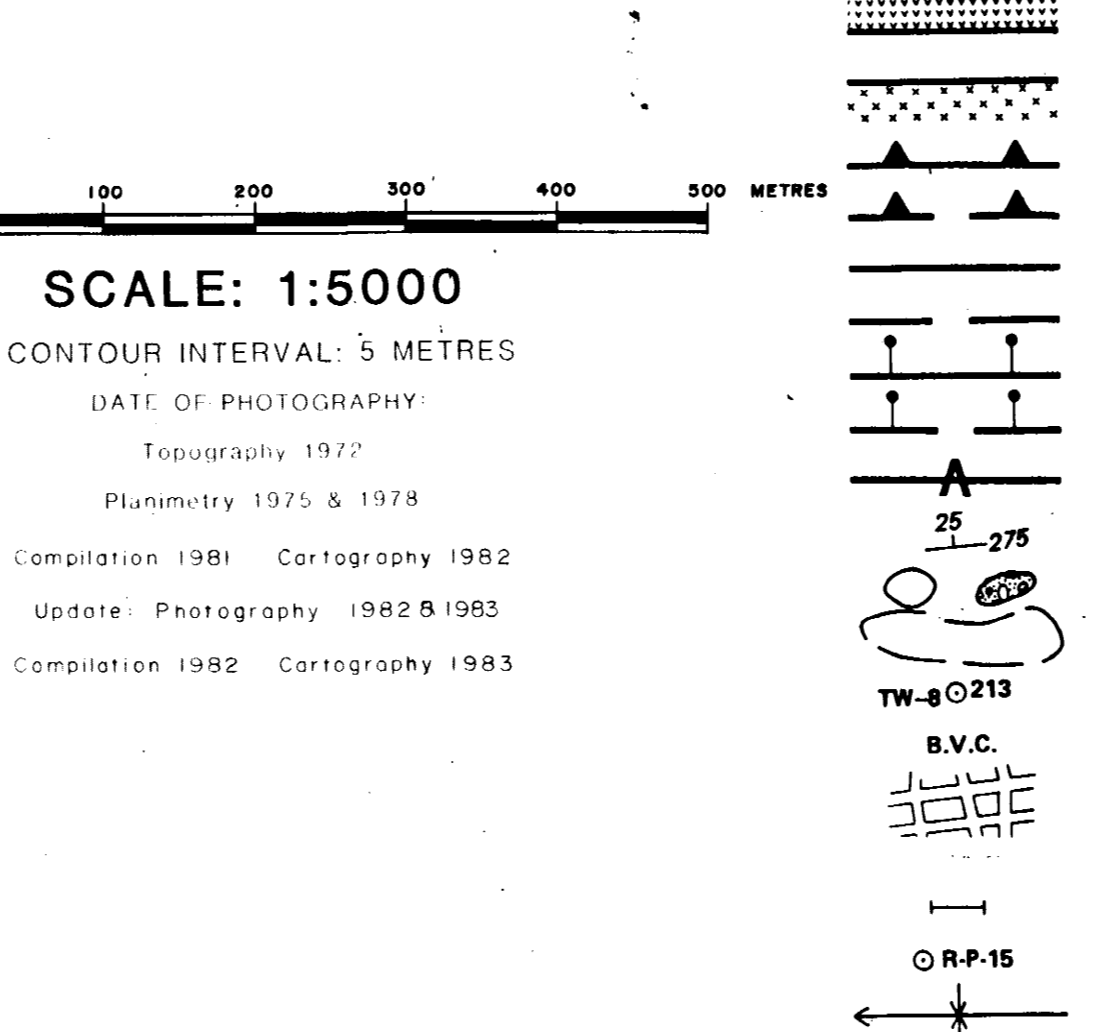 100 200 300 400 500 METRES
SCALE: 1:5000
CONTOUR INTERVAL: 5 METRES
DATE OF PHOTOGRAPHY:
Topography 1972
Planimetry 1975 & 1978
Compilation 1981 Cartography 1982
Update: Photography 1982 & 1983
Compilation 1982 Cartography 1983
A
25
275
TW-8 213
B.V.C.
R-P-15